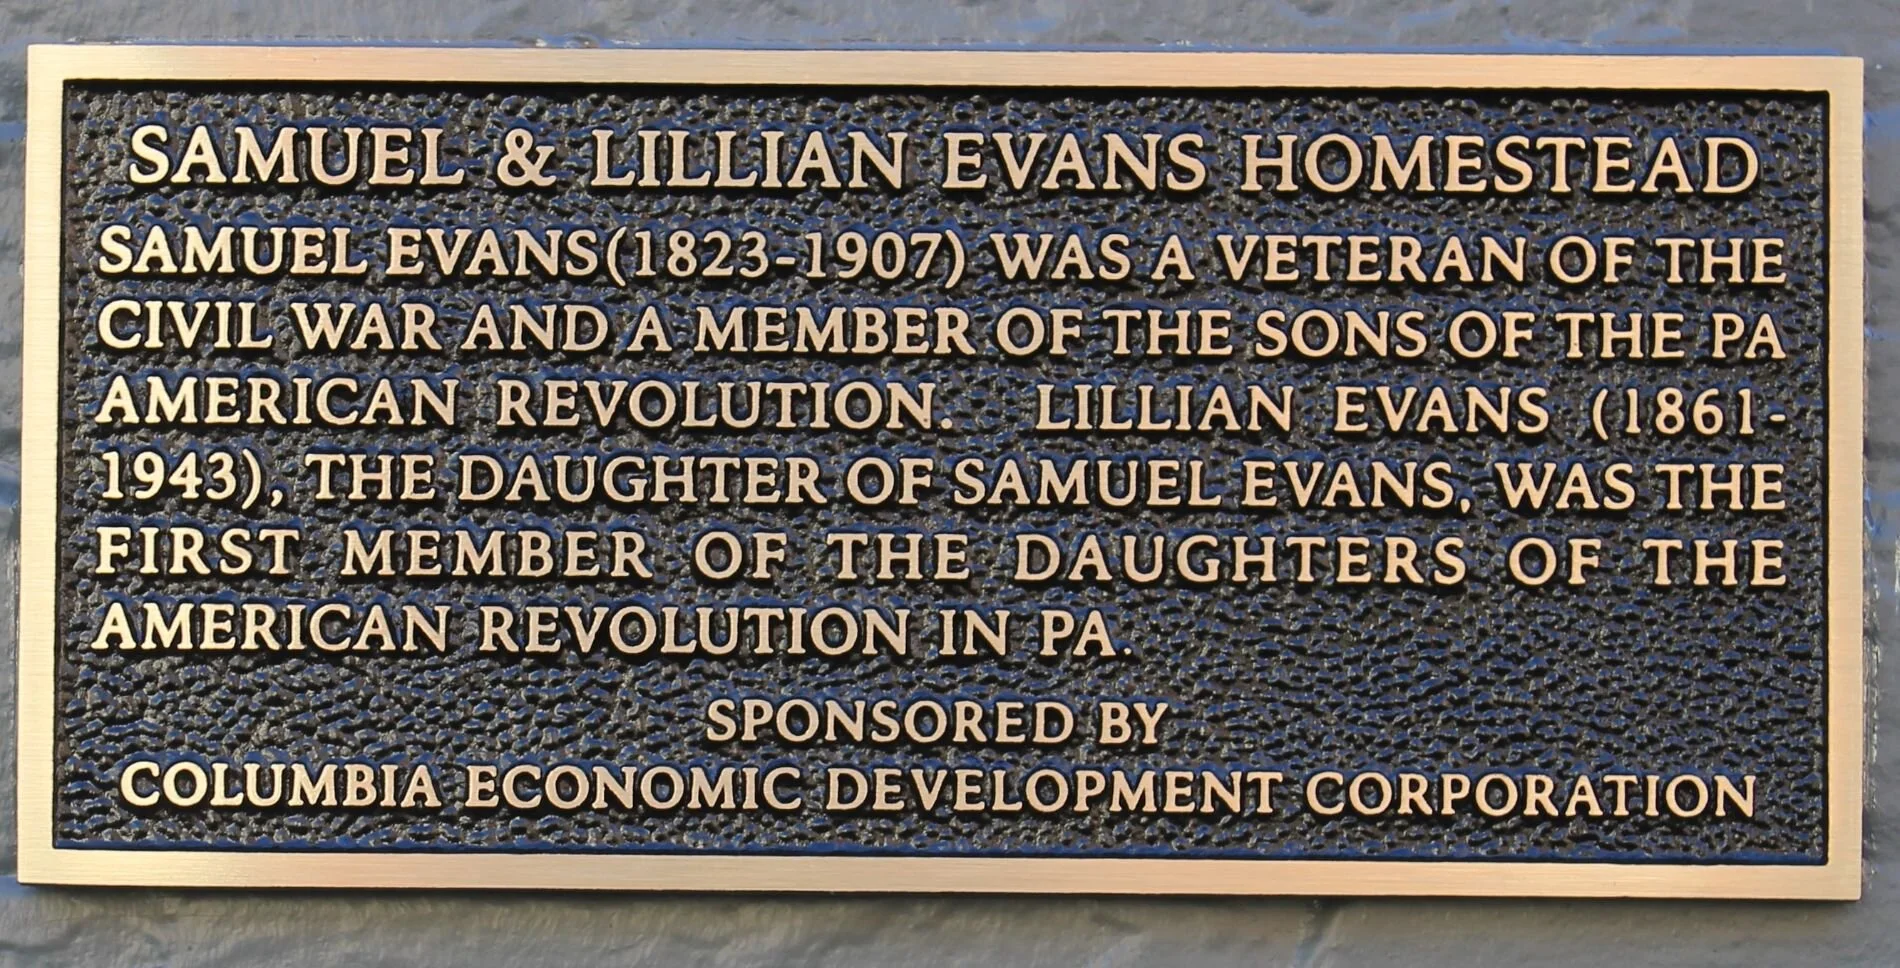 SAMUEL & LILLIAN EVANS HOMESTEAD
SAMUEL EVANS(1823-1907) WAS A VETERAN OF THE
CIVIL WAR AND A MEMBER OF THE SONS OF THE PA
AMERICAN REVOLUTION. LILLIAN EVANS (1861-
1943), THE DAUGHTER OF SAMUEL EVANS, WAS THE
FIRST MEMBER OF THE DAUGHTERS OF THE
AMERICAN REVOLUTION IN PA.
SPONSORED BY
COLUMBIA ECONOMIC DEVELOPMENT CORPORATION